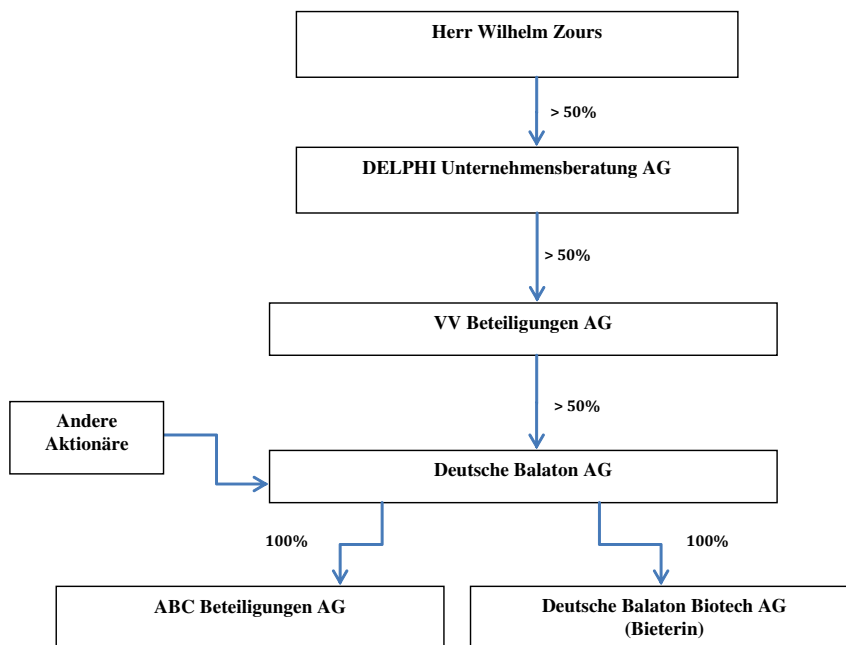 Herr Wilhelm Zours
> 50%
DELPHI Unternehmensberatung AG
> 50%
VV Beteiligungen AG
> 50%
Andere
Aktionäre
Deutsche Balaton AG
100%
100%
ABC Beteiligungen AG
Deutsche Balaton Biotech AG
(Bieterin)